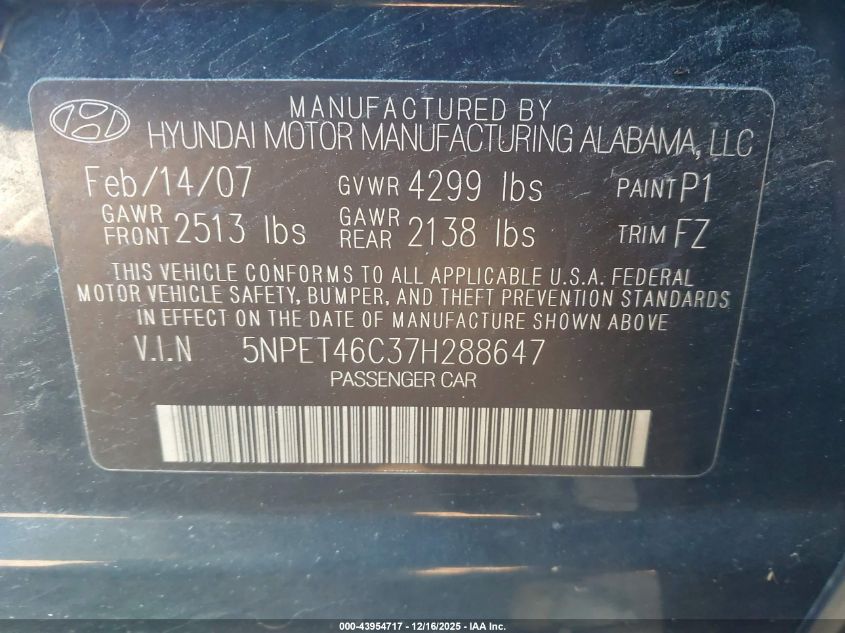 MANUFACTURED BY
HYUNDAI MOTOR MANUFACTURING ALABAMA, LLC
Feb/14/07 GVWR 4299 lbs PAINT P1
GAWR FRONT 2513 lbs GAWR REAR 2138 lbs TRIM FZ
THIS VEHICLE CONFORMS TO ALL APPLICABLE U.S.A. FEDERAL
MOTOR VEHICLE SAFETY, BUMPER, AND THEFT PREVENTION STANDARDS
IN EFFECT ON THE DATE OF MANUFACTURE SHOWN ABOVE
V.I.N 5NPET46C37H288647
PASSENGER CAR
000-43954717 - 12/16/2025 - IAA Inc.